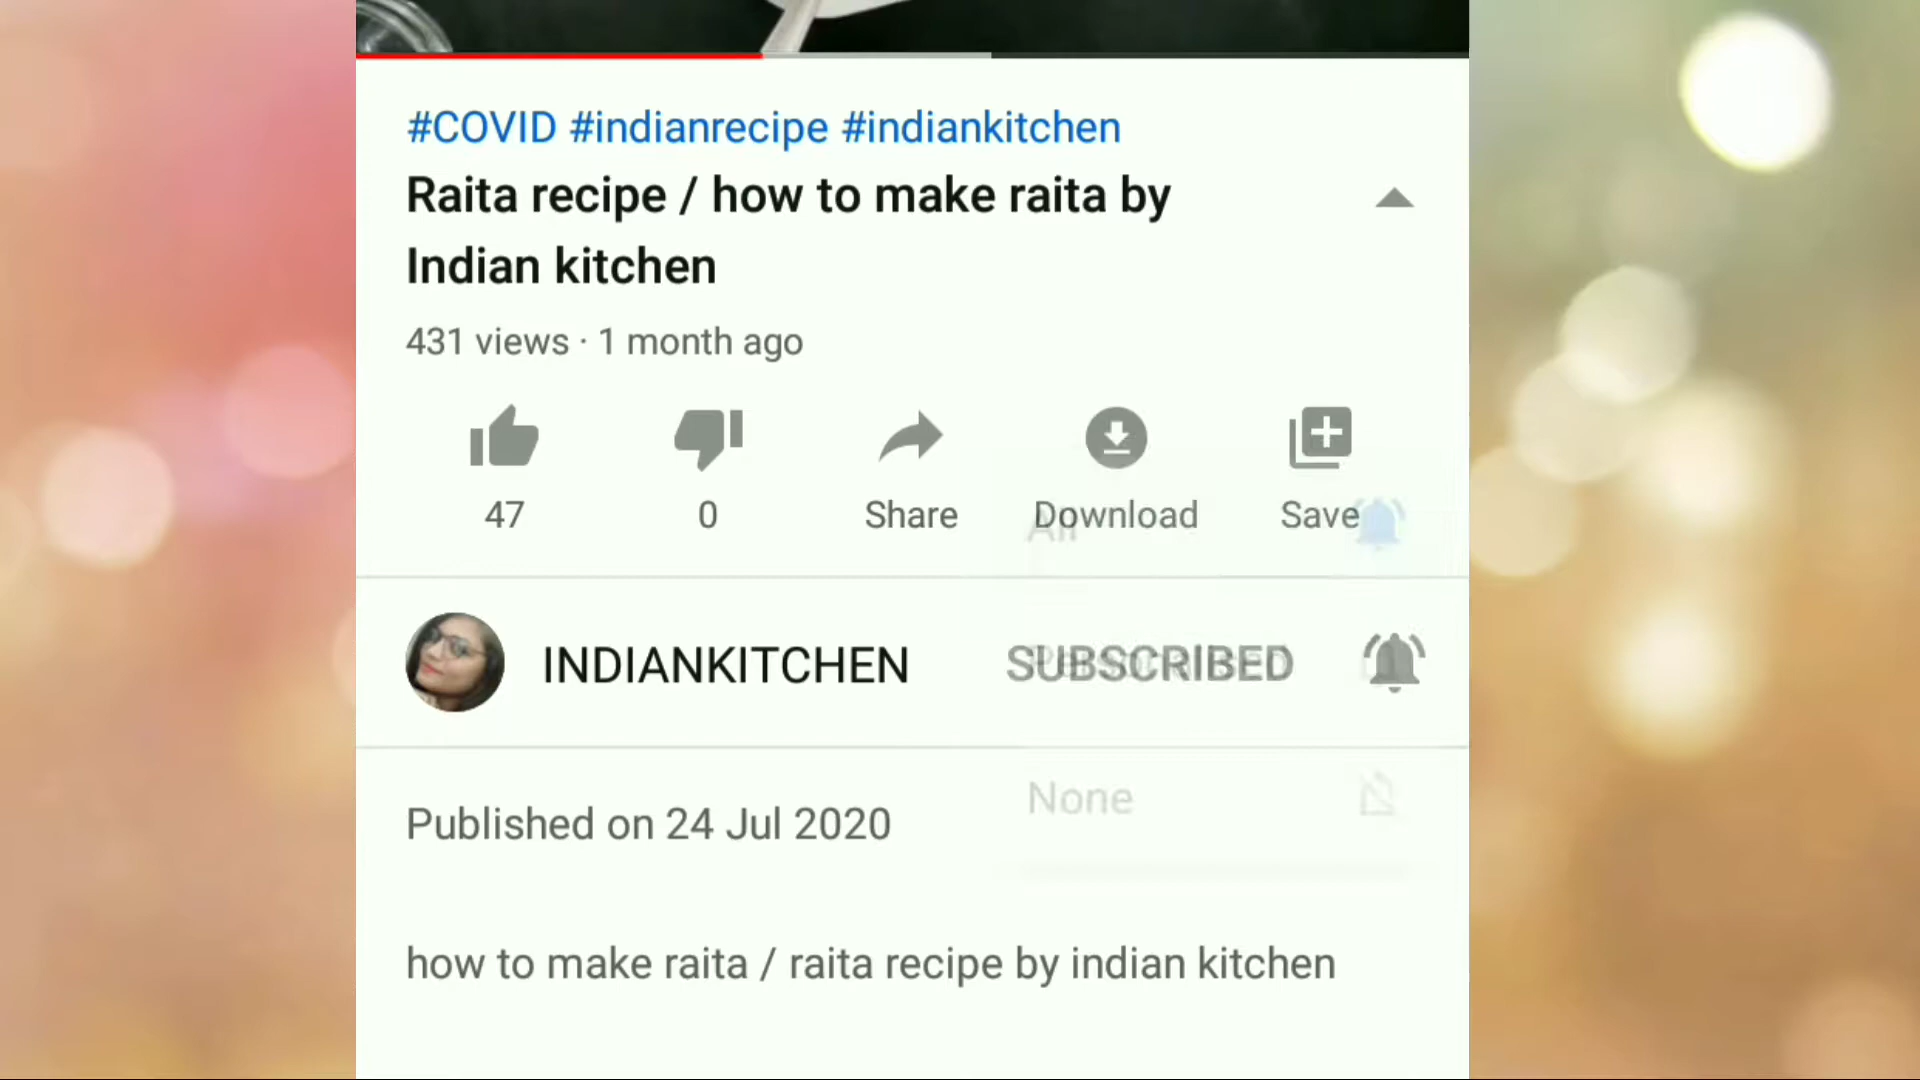 #COVID #indianrecipe #indiankitchen
Raita recipe / how to make raita by
Indian kitchen
431 views · 1 month ago
47 0 Share Download Save
All
INDIANKITCHEN SUBSCRIBED
None
Published on 24 Jul 2020
how to make raita / raita recipe by indian kitchen